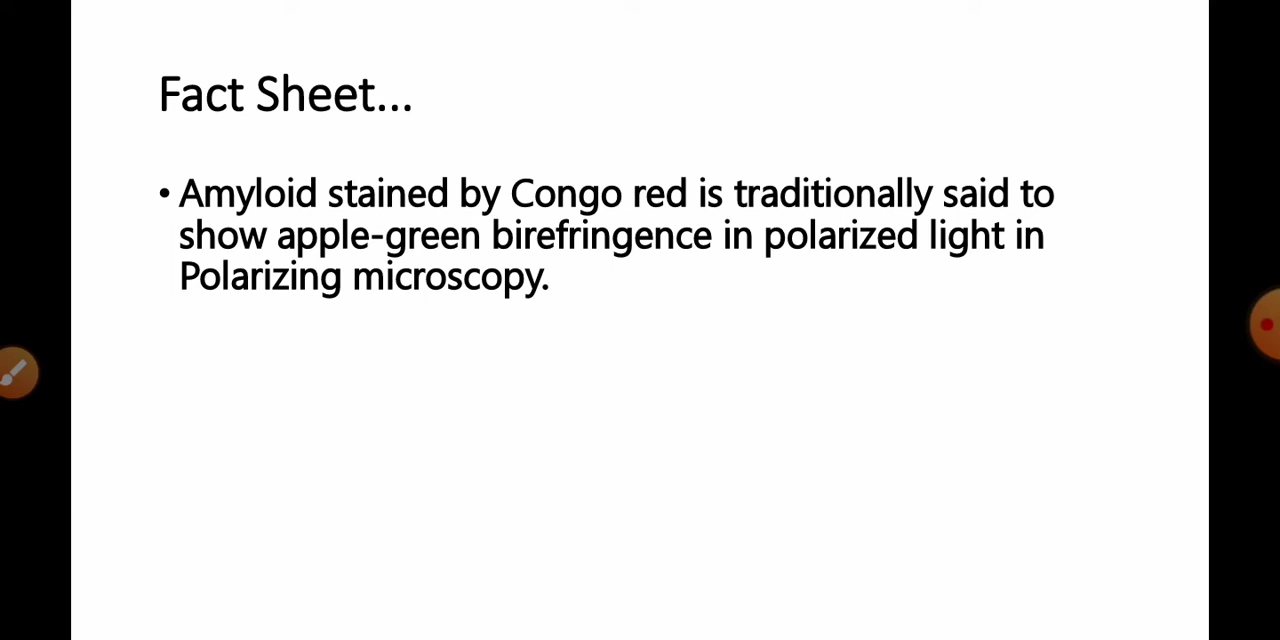 Fact Sheet...
• Amyloid stained by Congo red is traditionally said to
show apple-green birefringence in polarized light in
Polarizing microscopy.